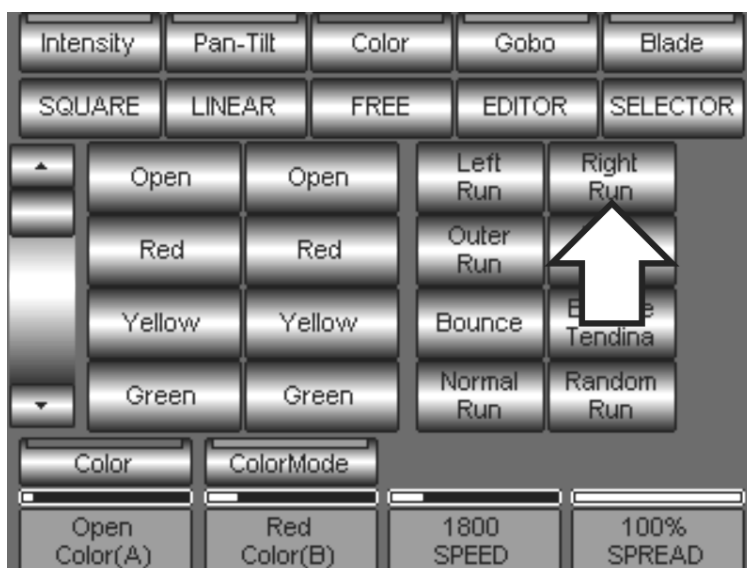 Intensity Pan-Tilt Color Gobo Blade
SQUARE LINEAR FREE EDITOR SELECTOR
Open Open Left Run Right Run
Red Red Outer Run
Yellow Yellow Bounce Tendina
Green Green Normal Run Random Run
Color ColorMode
Open Red 1800 100%
Color(A) Color(B) SPEED SPREAD